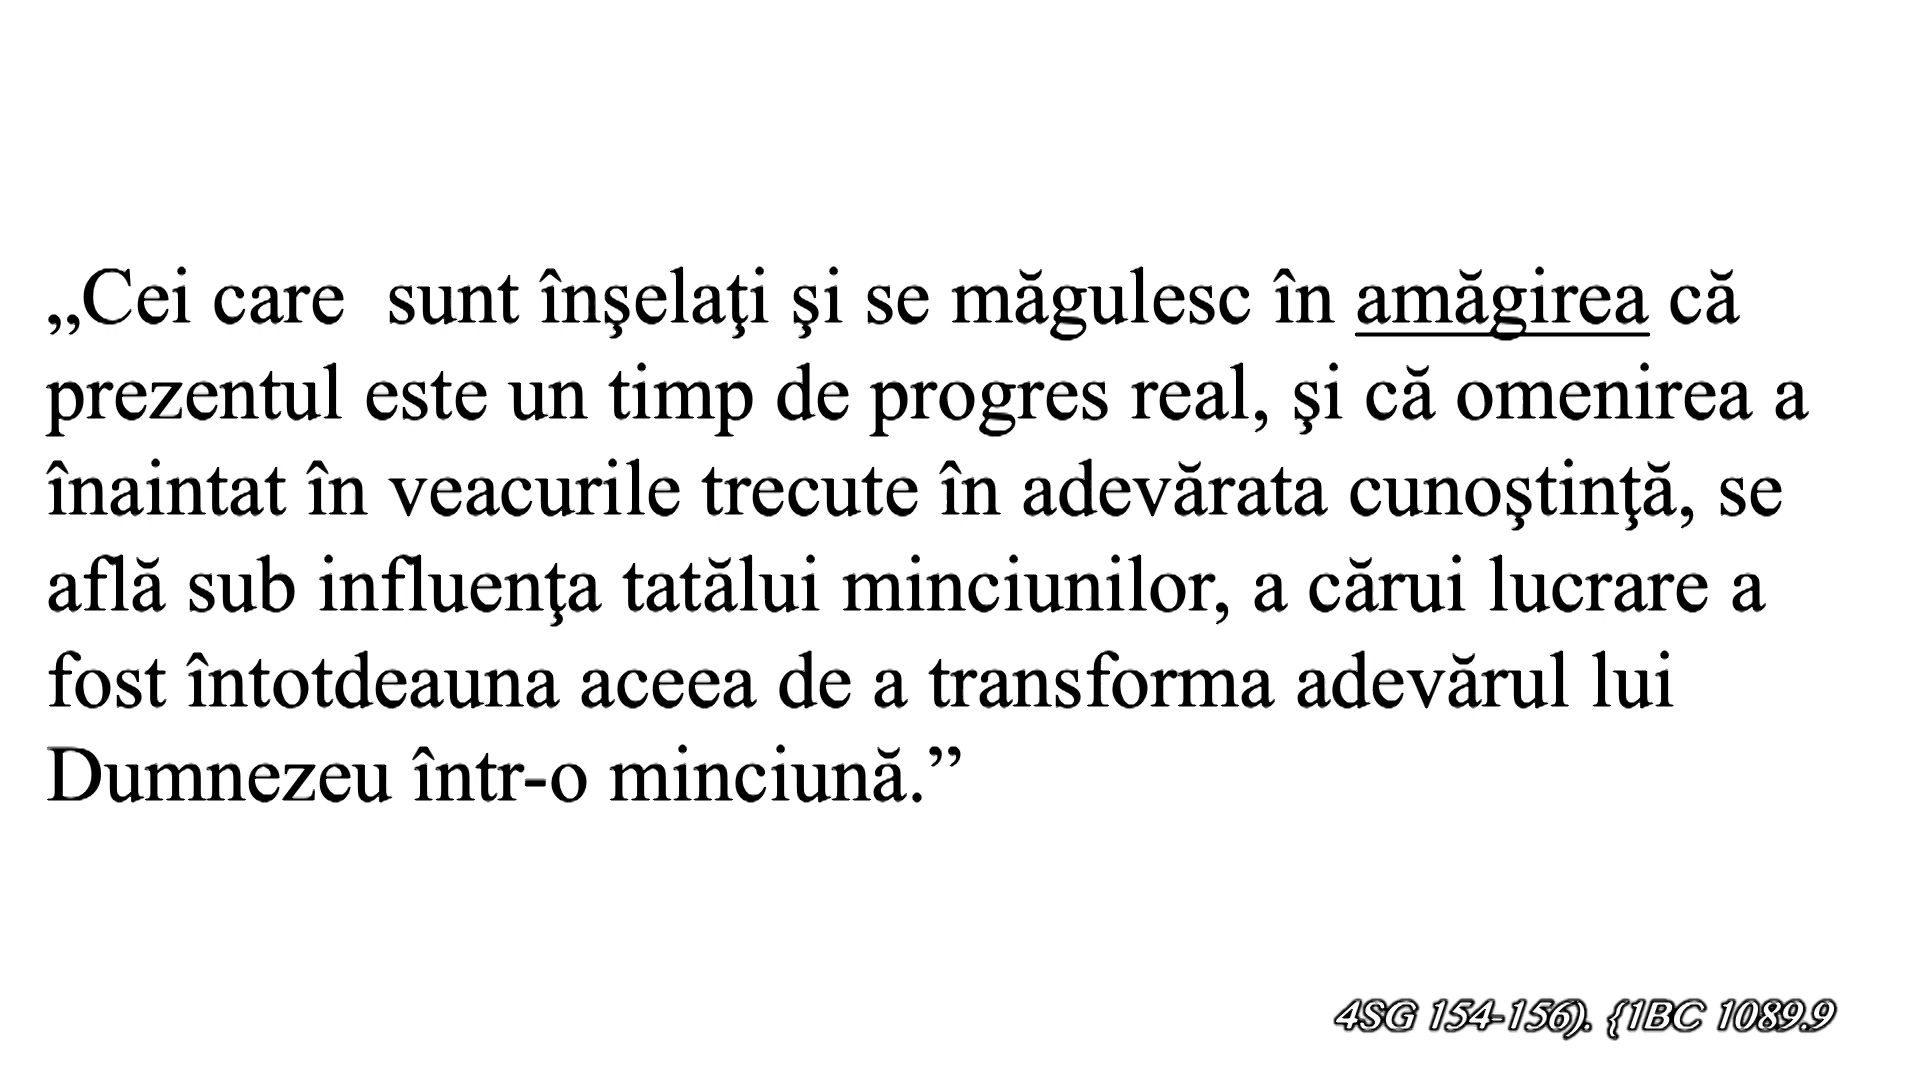 „Cei care  sunt înşelaţi şi se măgulesc în amăgirea că
prezentul este un timp de progres real, şi că omenirea a
înaintat în veacurile trecute în adevărata cunoştinţă, se
află sub influenţa tatălui minciunilor, a cărui lucrare a
fost întotdeauna aceea de a transforma adevărul lui
Dumnezeu într-o minciună.”
4SG 154-156). {1BC 1089.9